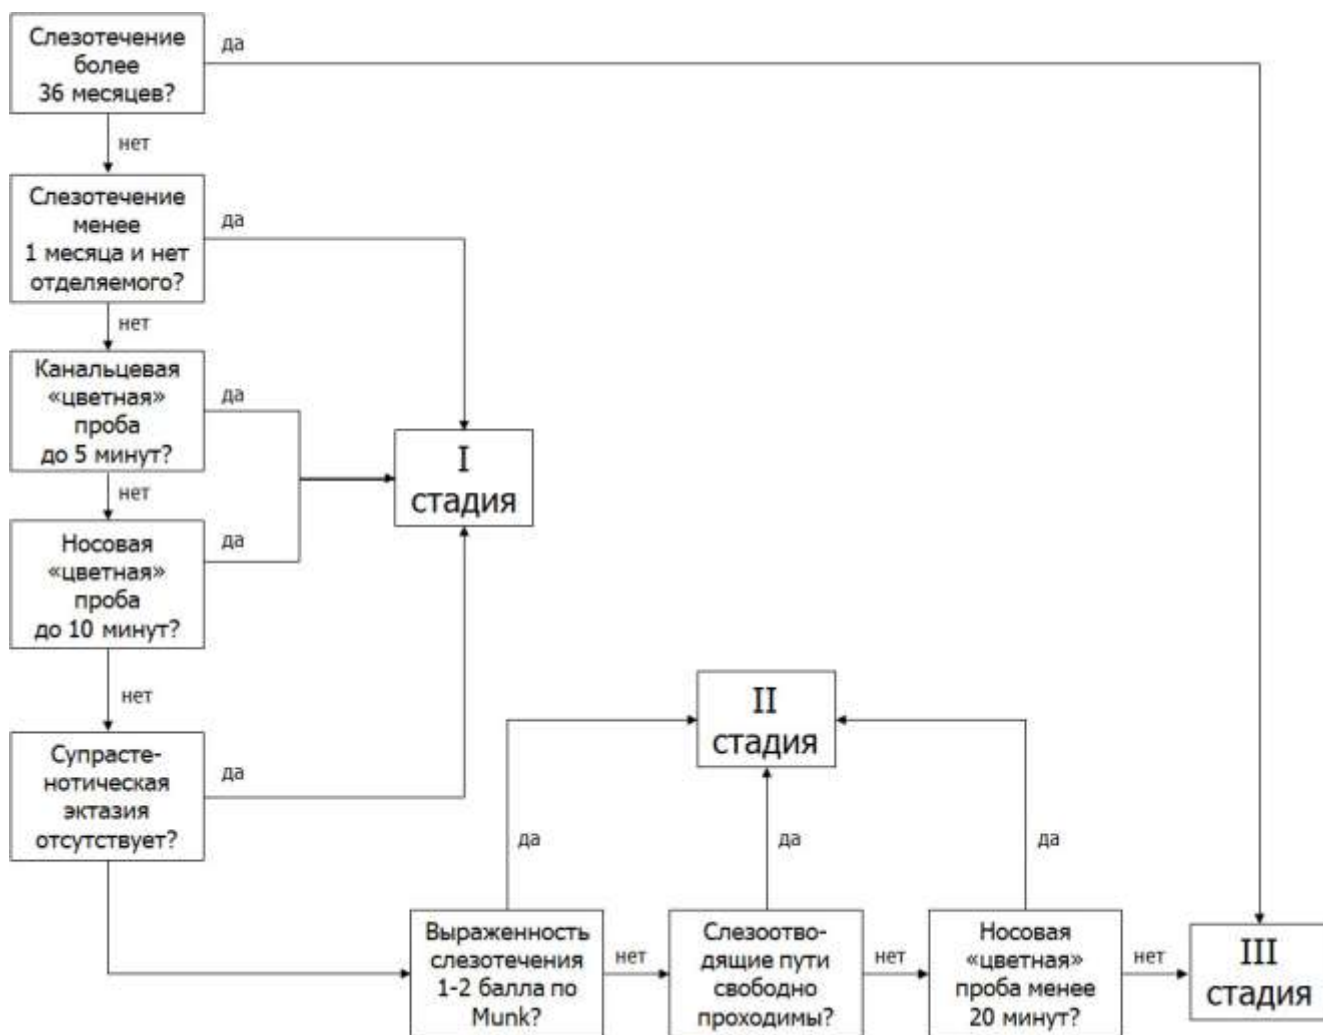 Слезотечение
более
36 месяцев?
да
нет
Слезотечение
менее
1 месяца и нет
отделяемого?
да
нет
Канальцевая
«цветная»
проба
до 5 минут?
да
нет
I
стадия
Носовая
«цветная»
проба
до 10 минут?
да
нет
Супрасте-
нотическая
эктазия
отсутствует?
да
II
стадия
да
да
да
Выраженность
слезотечения
1-2 балла по
Munk?
нет
Слезоотво-
дящие пути
свободно
проходимы?
нет
Носовая
«цветная»
проба менее
20 минут?
нет
III
стадия